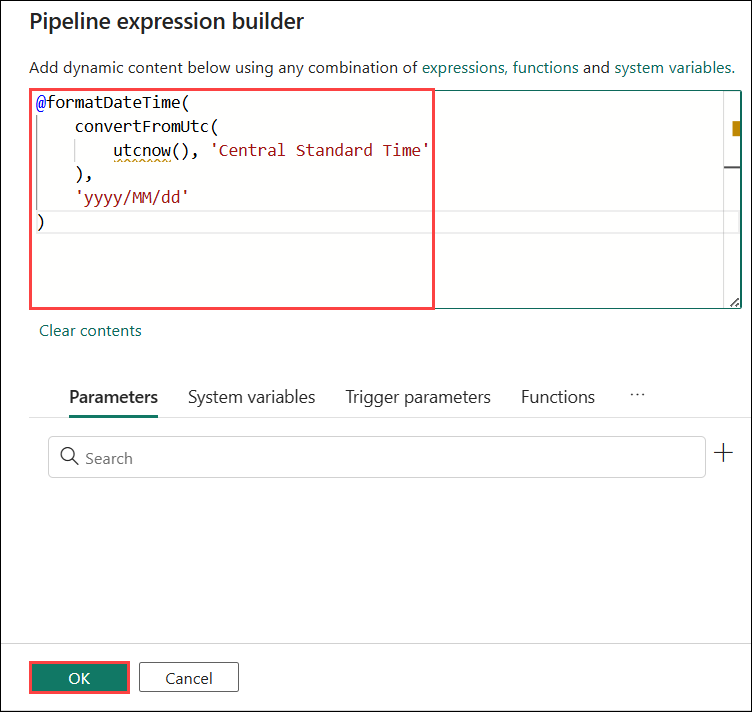 Pipeline expression builder
Add dynamic content below using any combination of expressions, functions and system variables.
@formatDateTime(
    convertFromUtc(
        utcnow(), 'Central Standard Time'
    ),
    'yyyy/MM/dd'
)
Clear contents
Parameters System variables Trigger parameters Functions ...
Search
OK Cancel